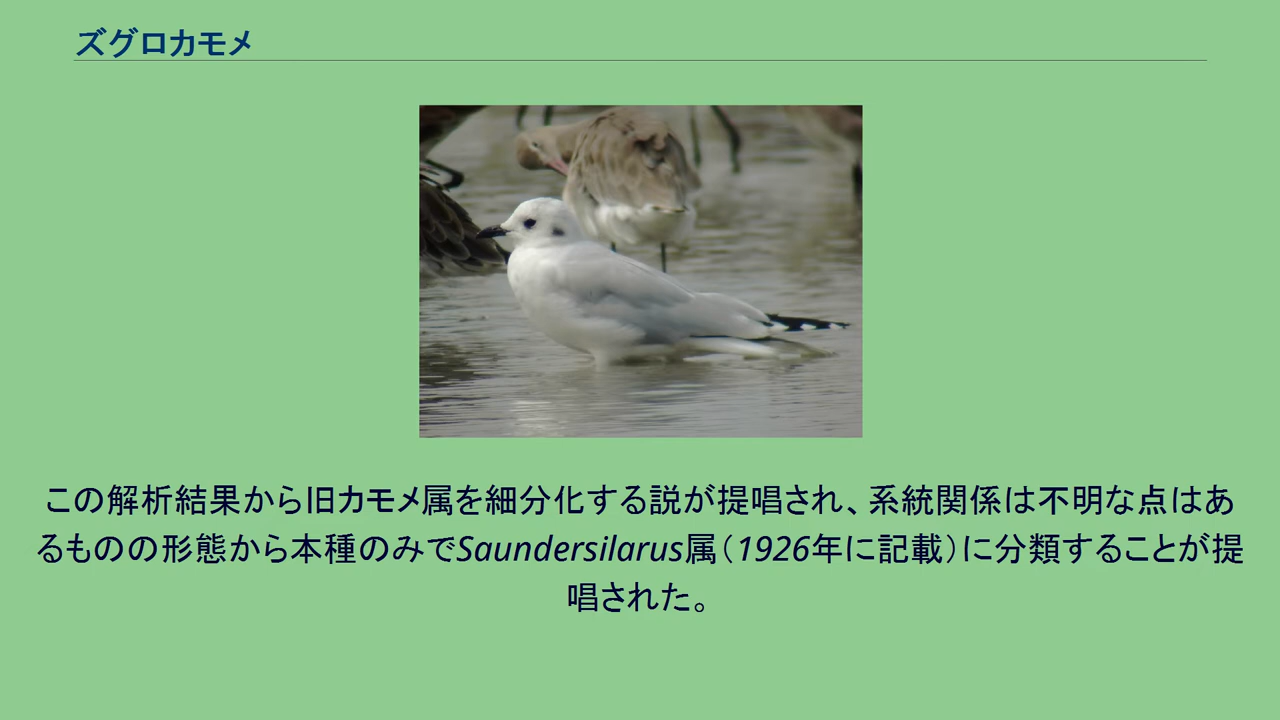 ズグロカモメ
この解析結果から旧カモメ属を細分化する説が提唱され、系統関係は不明な点はあ
るものの形態から本種のみでSaundersilarus属（1926年に記載）に分類することが提
唱された。